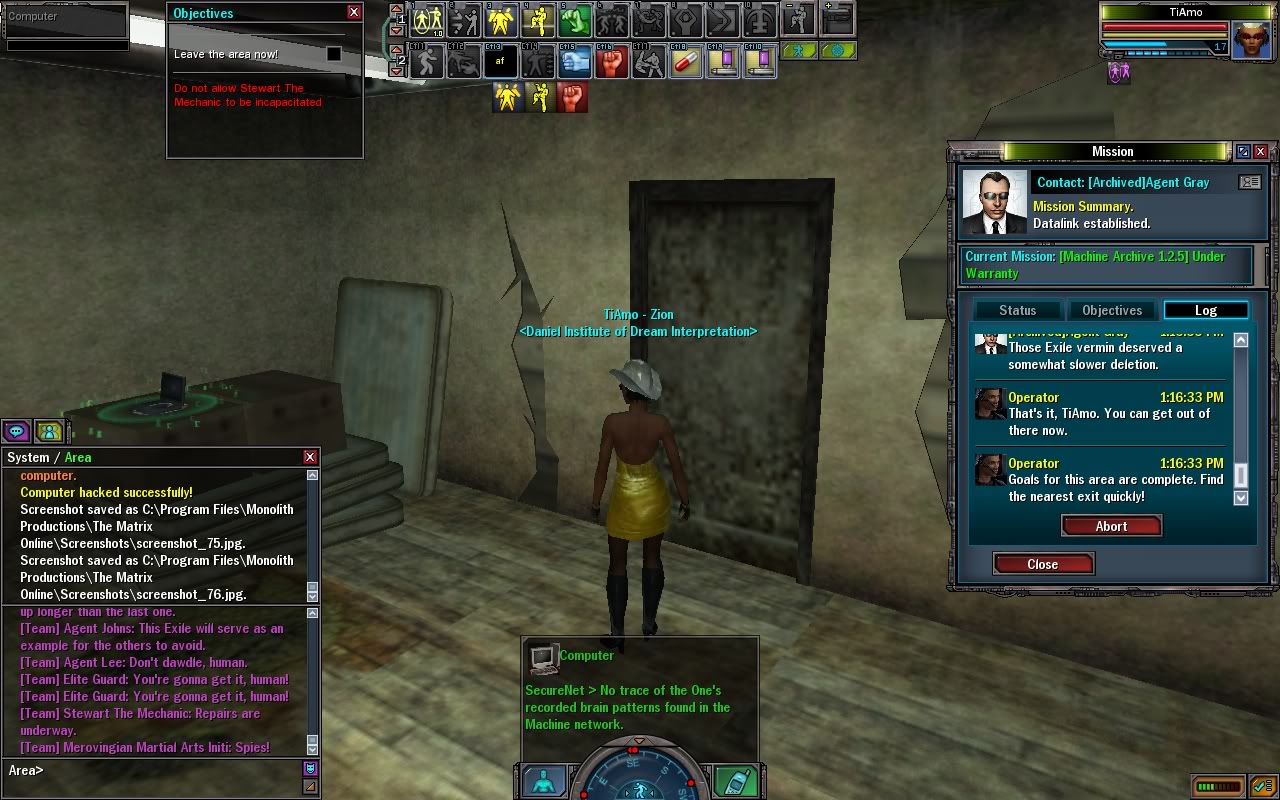 Computer
Objectives
Leave the area now!
Do not allow Stewart The
Mechanic to be incapacitated
1
2
1.0
af
TiAmo
17
Mission
Contact: [Archived]Agent Gray
Mission Summary.
Datalink established.
Current Mission: [Machine Archive 1.2.5] Under
Warranty
Status
Objectives
Log
[Archived]Agent Gray
Those Exile vermin deserved a
somewhat slower deletion.
Operator 1:16:33 PM
That's it, TiAmo. You can get out of
there now.
Operator 1:16:33 PM
Goals for this area are complete. Find
the nearest exit quickly!
Abort
Close
TiAmo - Zion
<Daniel Institute of Dream Interpretation>
System / Area
computer.
Computer hacked successfully!
Screenshot saved as C:\Program Files\Monolith
Productions\The Matrix
Online\Screenshots\screenshot_75.jpg.
Screenshot saved as C:\Program Files\Monolith
Productions\The Matrix
Online\Screenshots\screenshot_76.jpg.
up longer than the last one.
[Team] Agent Johns: This Exile will serve as an
example for the others to avoid.
[Team] Agent Lee: Don't dawdle, human.
[Team] Elite Guard: You're gonna get it, human!
[Team] Elite Guard: You're gonna get it, human!
[Team] Stewart The Mechanic: Repairs are
underway.
[Team] Merovingian Martial Arts Initi: Spies!
Area>
Computer
SecureNet > No trace of the One's
recorded brain patterns found in the
Machine network.
E
SE
S